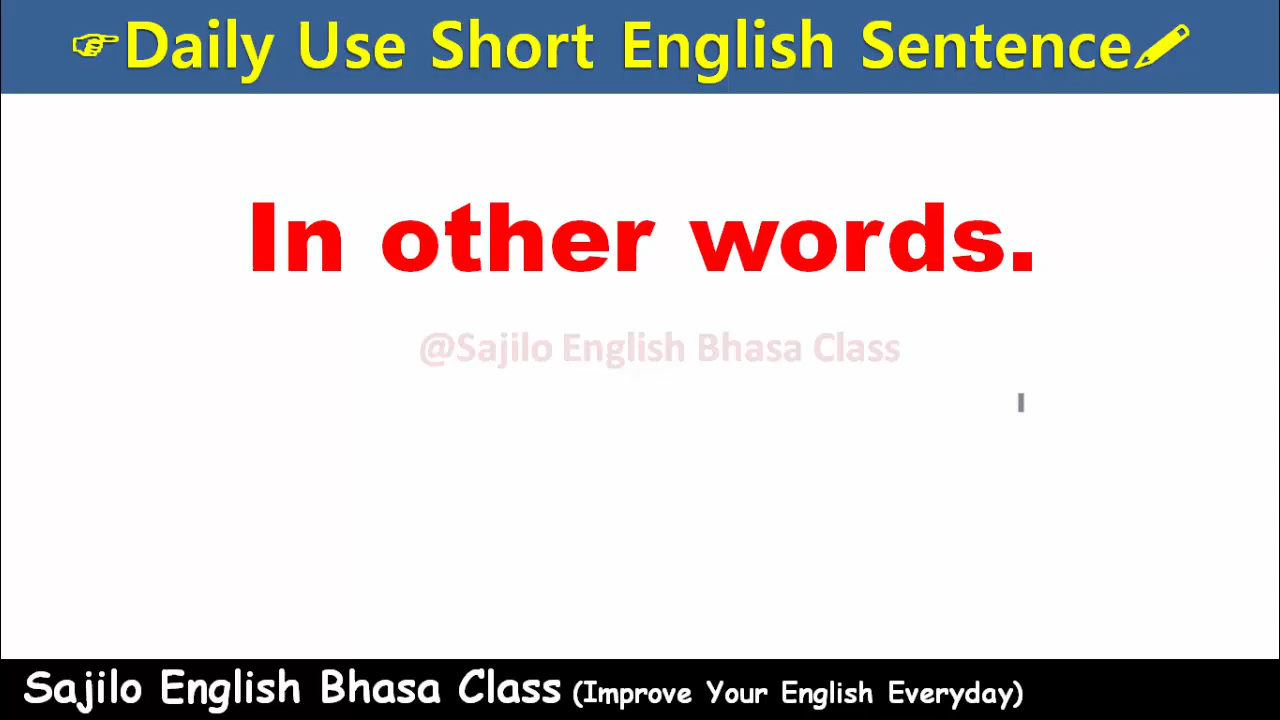 ☞Daily Use Short English Sentence✎
In other words.
@Sajilo English Bhasa Class
Sajilo English Bhasa Class (Improve Your English Everyday)